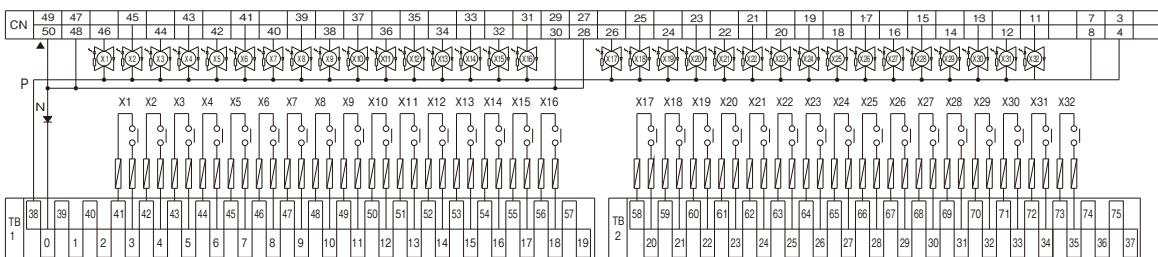 CN 49 47 45 43 41 39 37 35 33 31 29 27 25 23 21 19 17 15 13 11 7 3
50 48 46 44 42 40 38 36 34 32 30 28 26 24 22 20 18 16 14 12 8 4
X1 X2 X3 X4 X5 X6 X7 X8 X9 X10 X11 X12 X13 X14 X15 X16 X17 X18 X19 X20 X21 X22 X23 X24 X25 X26 X27 X28 X29 X30 X30 X32
P
N X1 X2 X3 X4 X5 X6 X7 X8 X9 X10 X11 X12 X13 X14 X15 X16 X17 X18 X19 X20 X21 X22 X23 X24 X25 X26 X27 X28 X29 X30 X31 X32
TB 1 38 39 40 41 42 43 44 45 46 47 48 49 50 51 52 53 54 55 56 57
0 1 2 3 4 5 6 7 8 9 10 11 12 13 14 15 16 17 18 19
TB 2 58 59 60 61 62 63 64 65 66 67 68 69 70 71 72 73 74 75
20 21 22 23 24 25 26 27 28 29 30 31 32 33 34 35 36 37